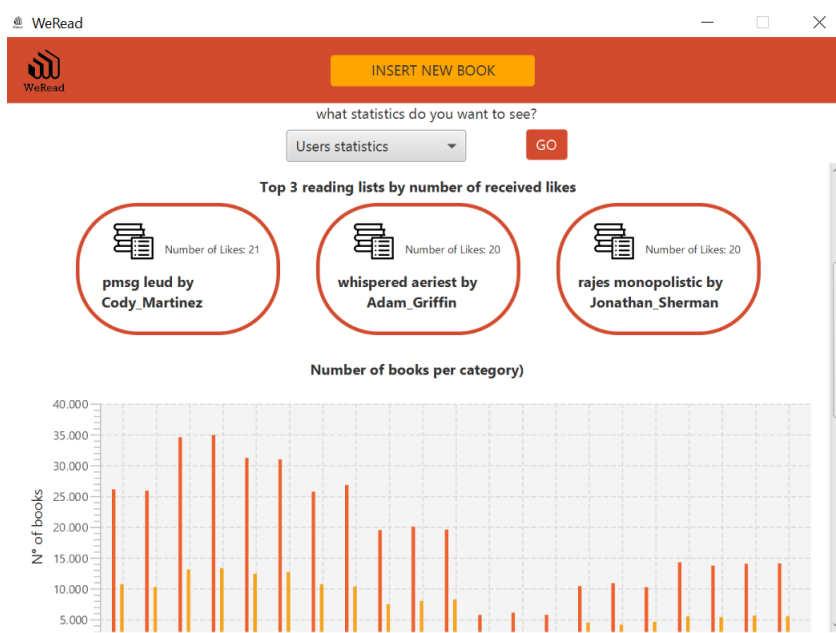 WeRead
INSERT NEW BOOK
WeRead
what statistics do you want to see?
Users statistics
GO
Top 3 reading lists by number of received likes
Number of Likes: 21
pmsg leud by
Cody_Martinez
Number of Likes: 20
whispered aeriest by
Adam_Griffin
Number of Likes: 20
rajes monopolistic by
Jonathan_Sherman
Number of books per category)
N° of books
40.000
35.000
30.000
25.000
20.000
15.000
10.000
5.000